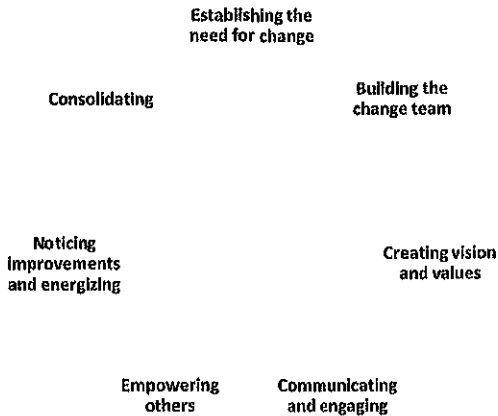 Establishing the
need for change
Building the
change team
Creating vision
and values
Communicating
and engaging
Empowering
others
Noticing
improvements
and energizing
Consolidating